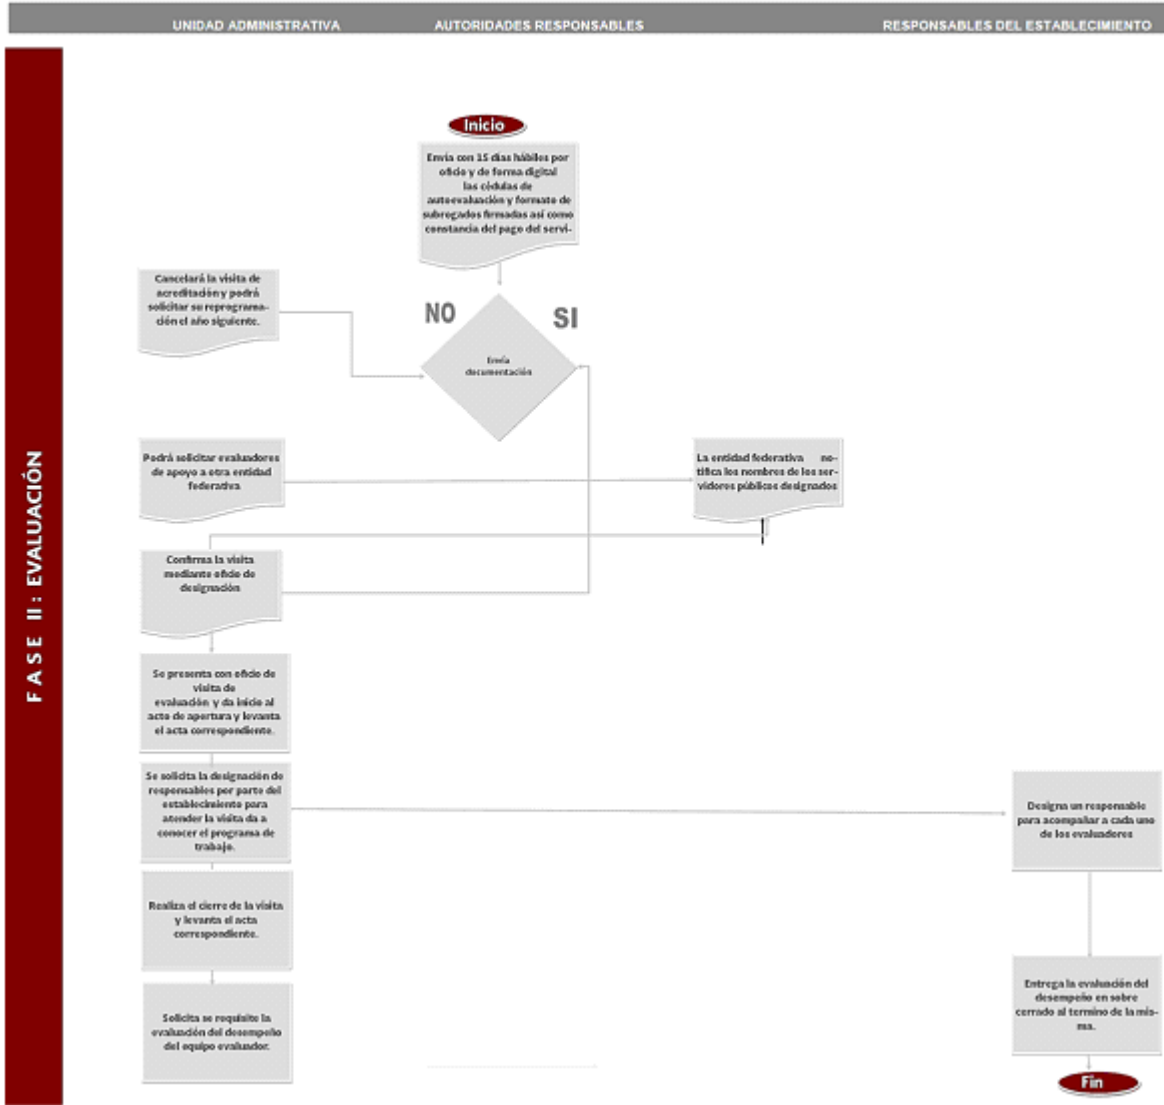 UNIDAD ADMINISTRATIVA
AUTORIDADES RESPONSABLES
RESPONSABLES DEL ESTABLECIMIENTO
FASE II: EVALUACIÓN
Inicio
Envía con 15 días hábiles por
oficio y de forma digital
las cédulas de
autoevaluación y formato de
subrogados firmadas así como
constancia del pago del servi-
Cancelará la visita de
acreditación y podrá
solicitar su reprograma-
ción el año siguiente.
NO
SI
Envía
documentación
Podrá solicitar evaluadores
de apoyo a otra entidad
federativa
La entidad federativa no-
tifica los nombres de los ser-
vidores públicos designados
Confirma la visita
mediante oficio de
designación
Se presenta con oficio de
visita de
evaluación y da inicio al
acto de apertura y levanta
el acta correspondiente.
Se solicita la designación de
responsables por parte del
establecimiento para
atender la visita da a
conocer el programa de
trabajo.
Designa un responsable
para acompañar a cada uno
de los evaluadores
Realiza el cierre de la visita
y levanta el acta
correspondiente.
Entrega la evaluación del
desempeño en sobre
cerrado al termino de la mis-
ma.
Solicita se requisite la
evaluación del desempeño
del equipo evaluador.
Fin